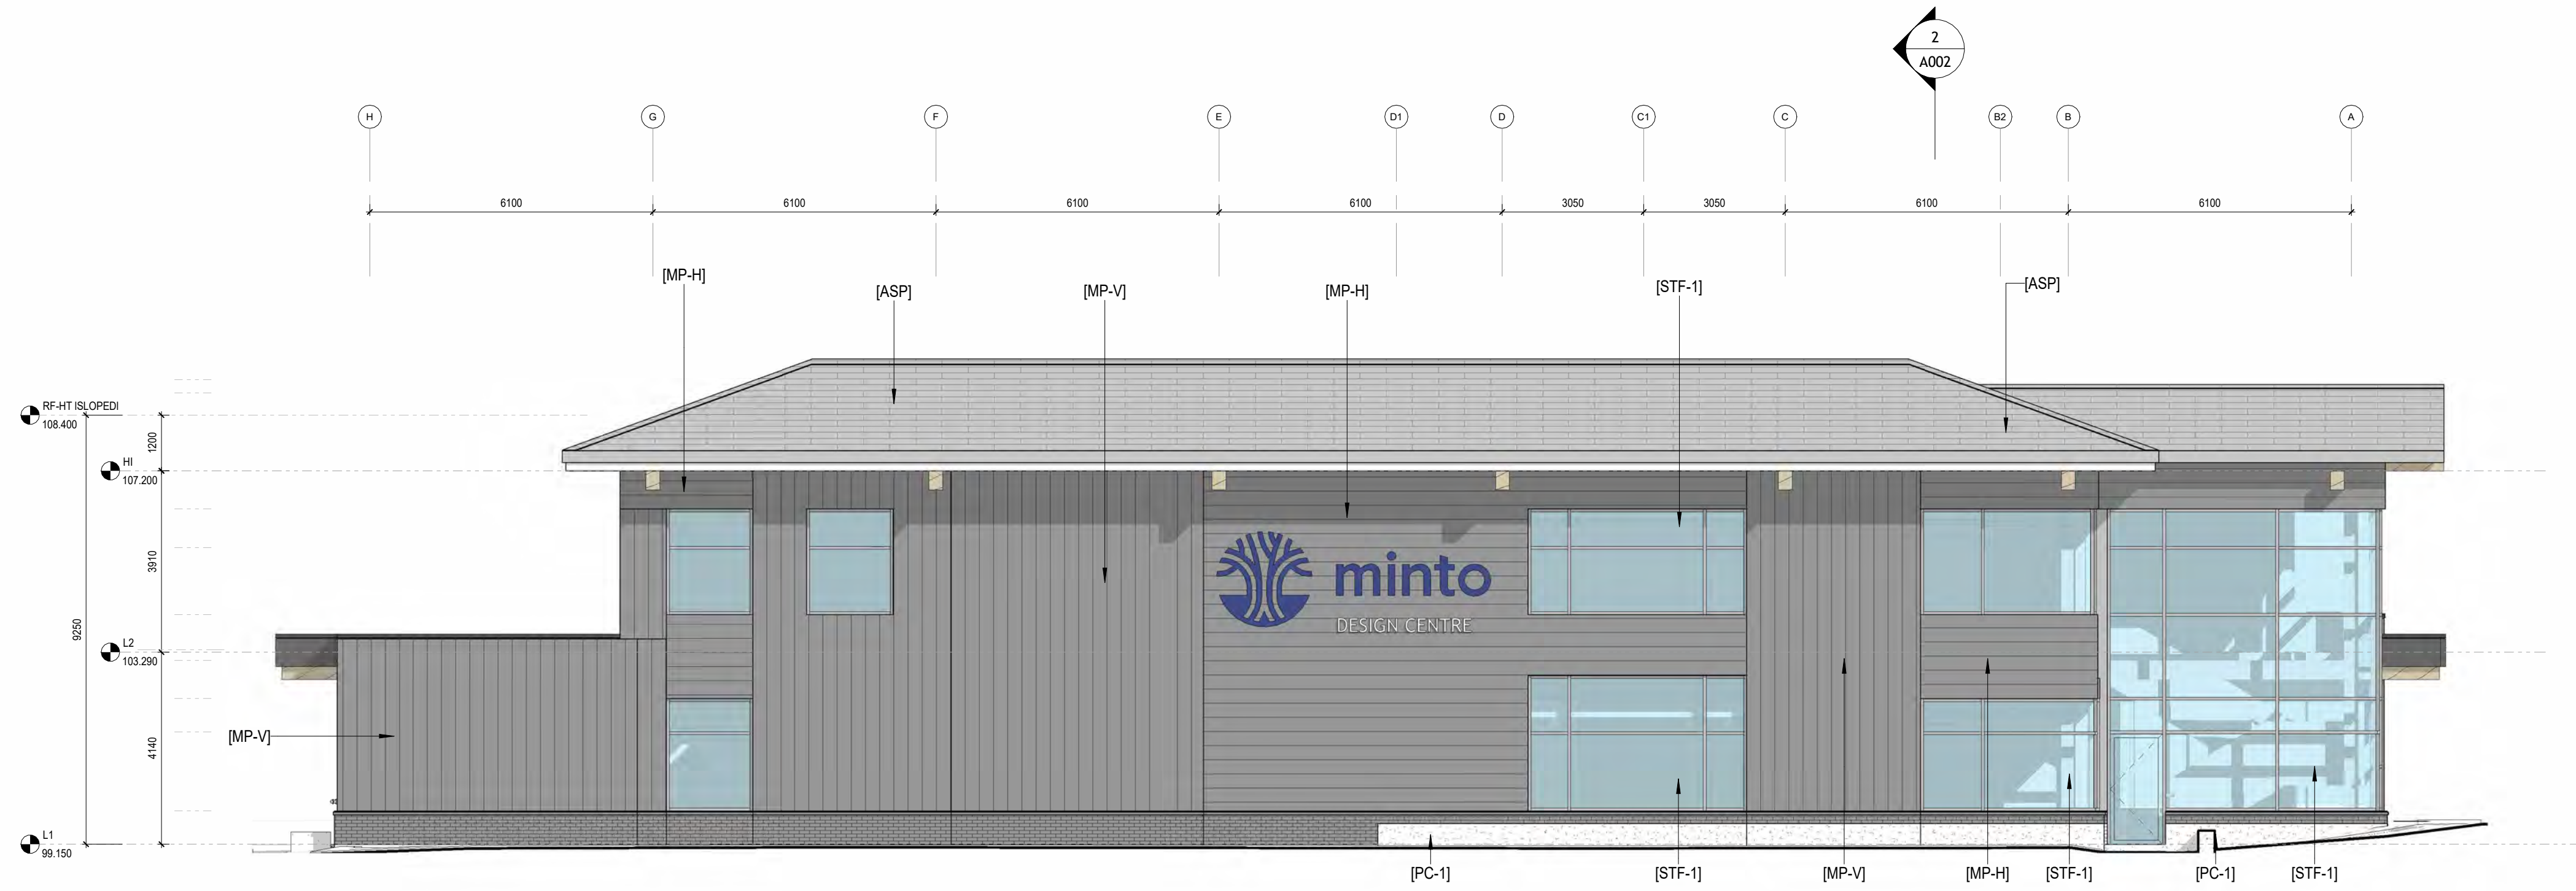 2
A002
H G F E D1 D C1 C B2 B A
6100 6100 6100 6100 3050 3050 6100 6100
[MP-H]
[ASP]
[MP-V]
[MP-H]
[STF-1]
[ASP]
RF-HT ISLOPEDI
108.400
1200
HI
107.200
3910
9250
minto
DESIGN CENTRE
L2
103.290
[MP-V]
4140
L1
99.150
[PC-1] [STF-1] [MP-V] [MP-H] [STF-1] [PC-1] [STF-1]